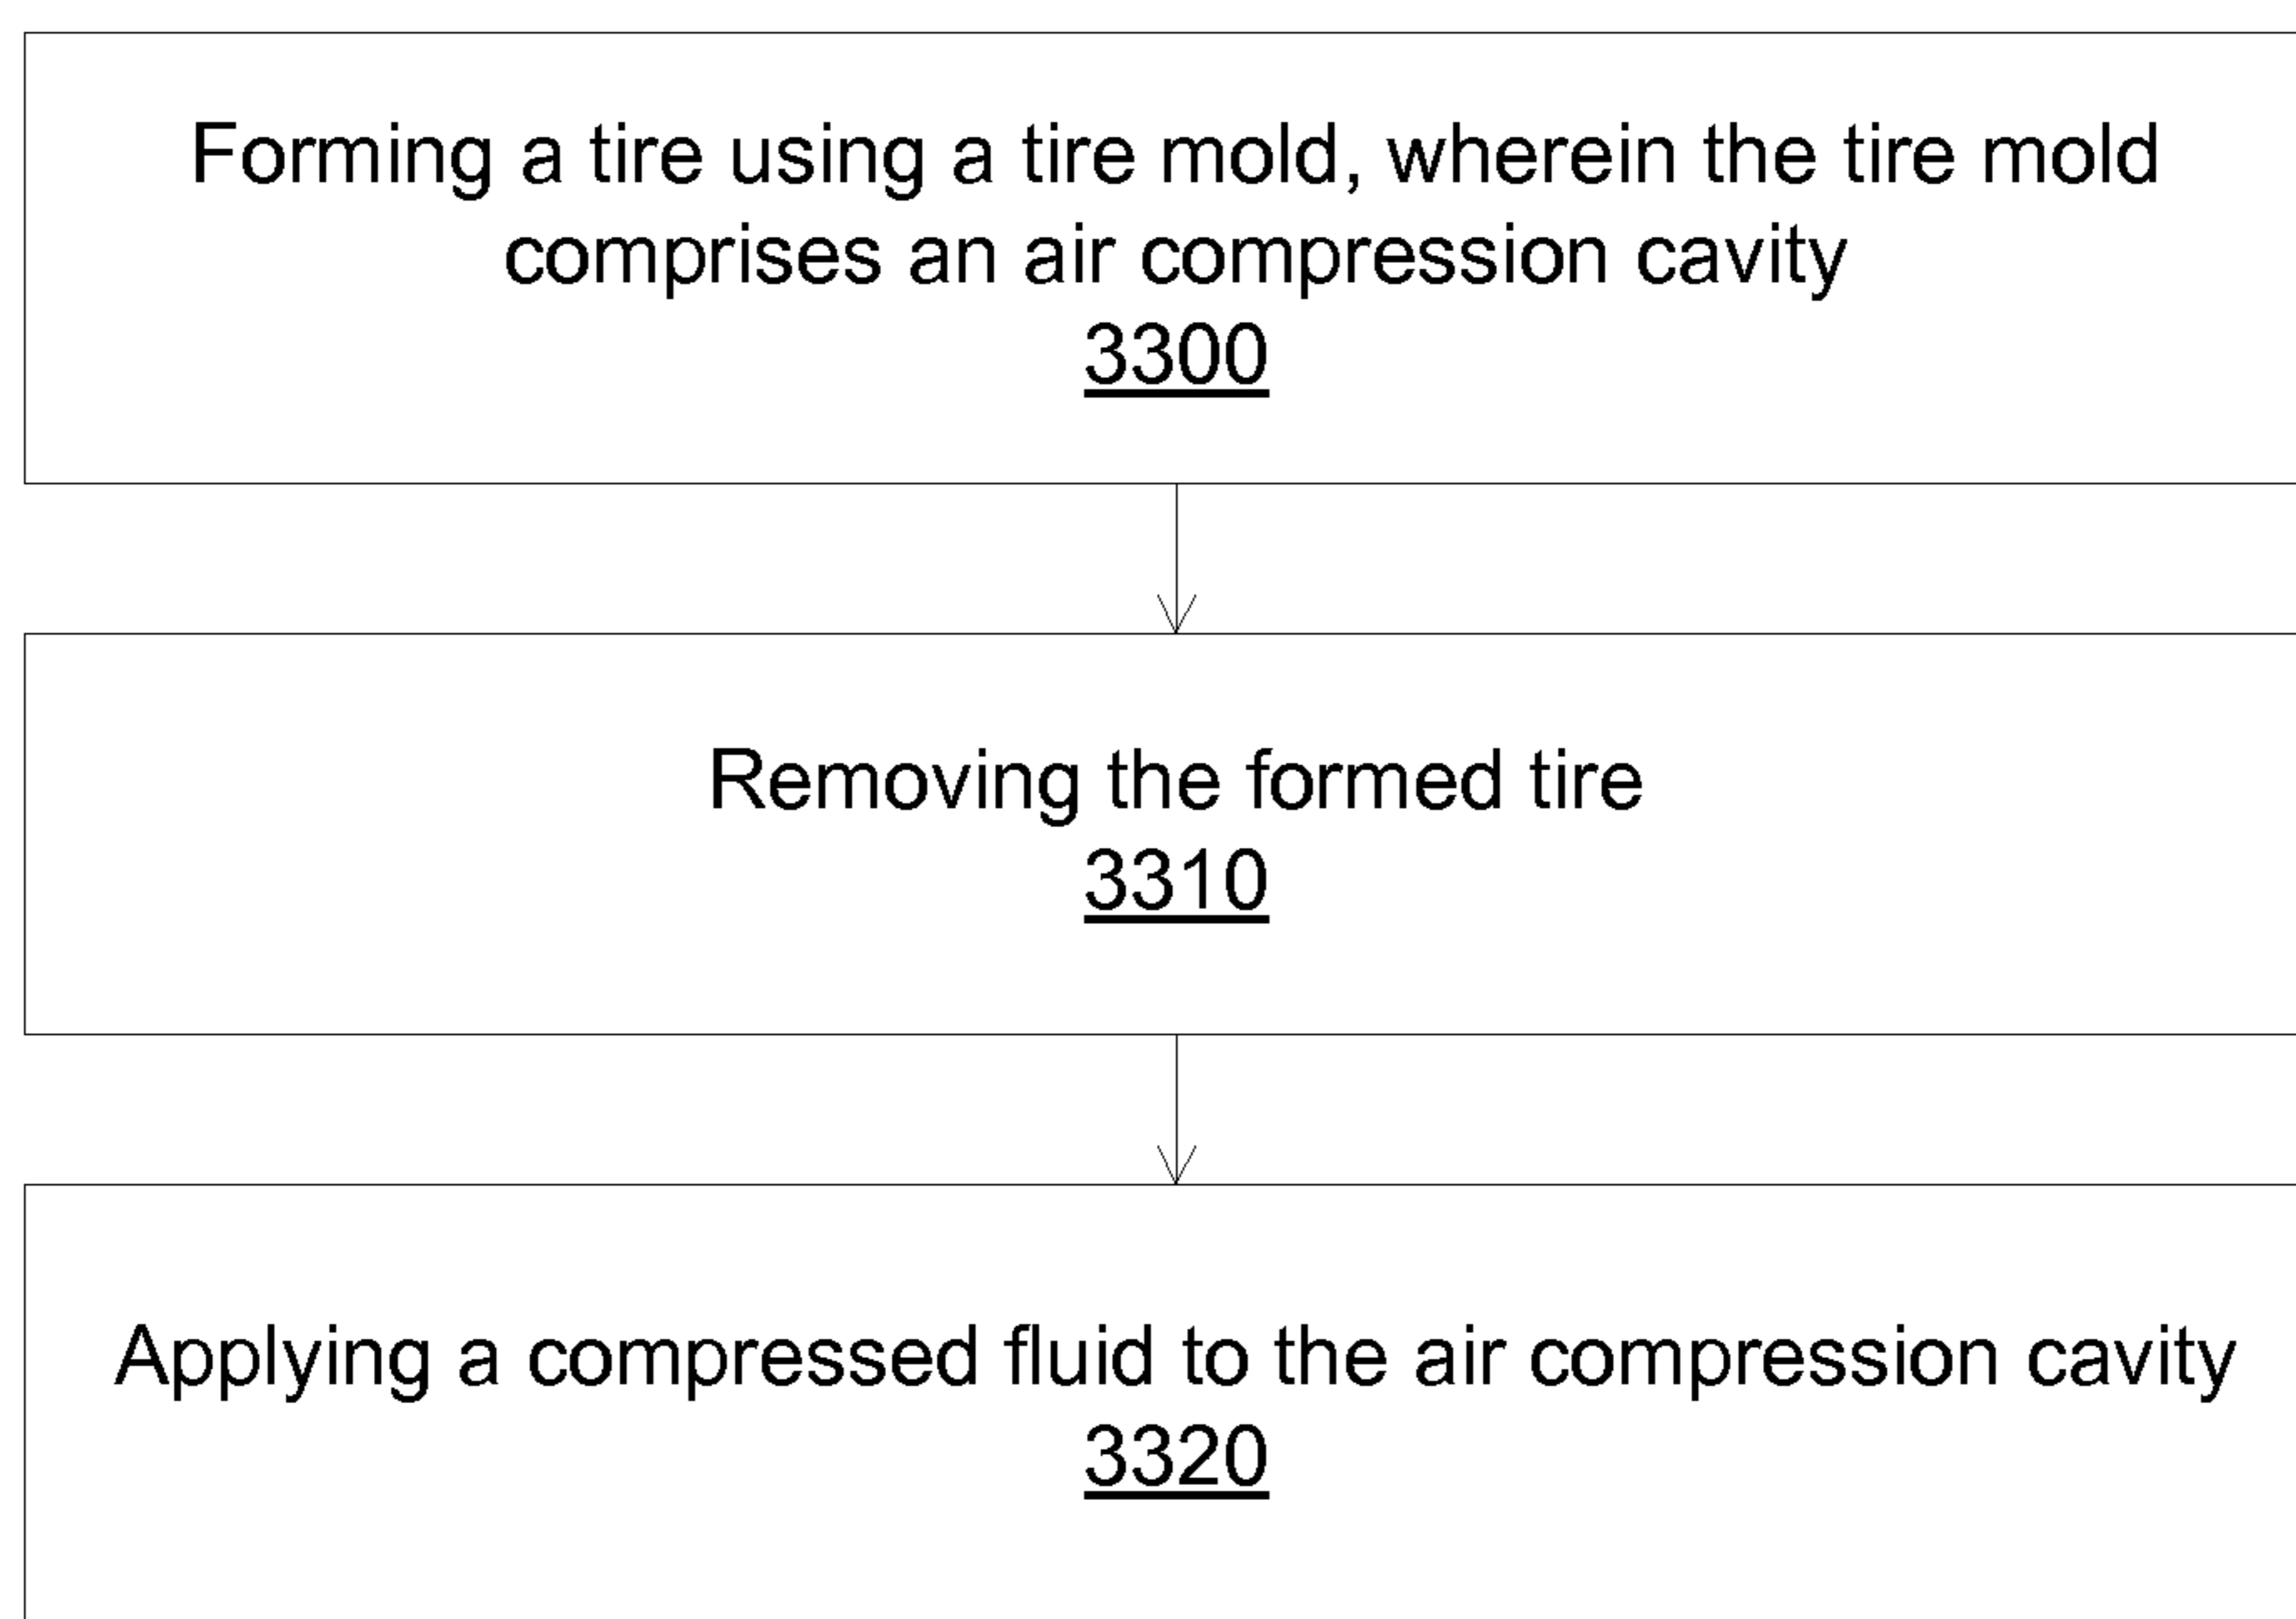 Forming a tire using a tire mold, wherein the tire mold
comprises an air compression cavity
3300
Removing the formed tire
3310
Applying a compressed fluid to the air compression cavity
3320